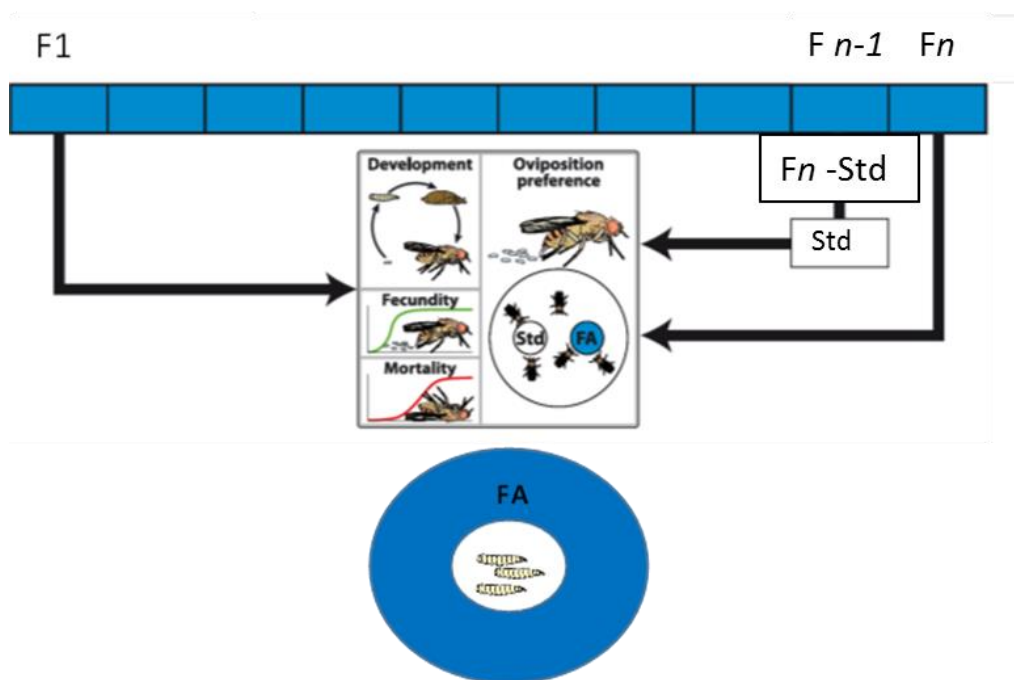 F1
F n-1
Fn
Fn -Std
Std
Development
Oviposition
preference
Fecundity
Mortality
Std
FA
FA